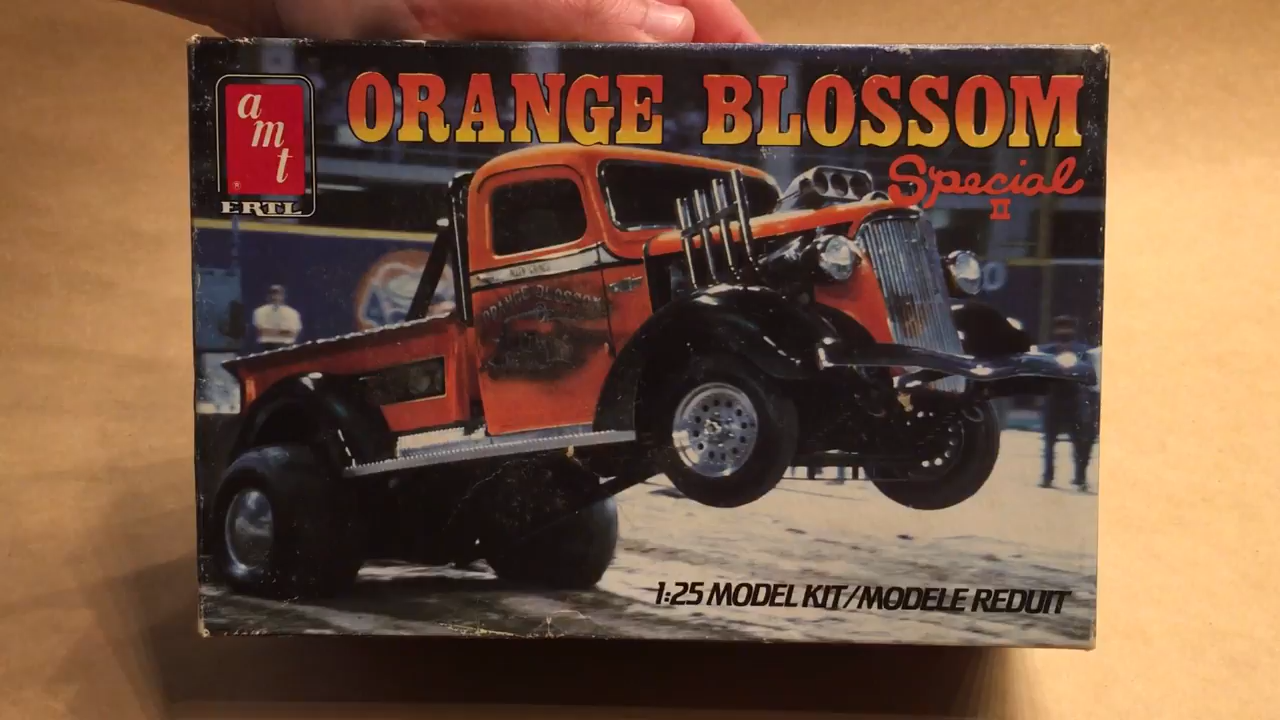 amt
®
ERTL
ORANGE BLOSSOM
Special
II
ORANGE BLOSSOM
1:25 MODEL KIT/MODELE REDUIT